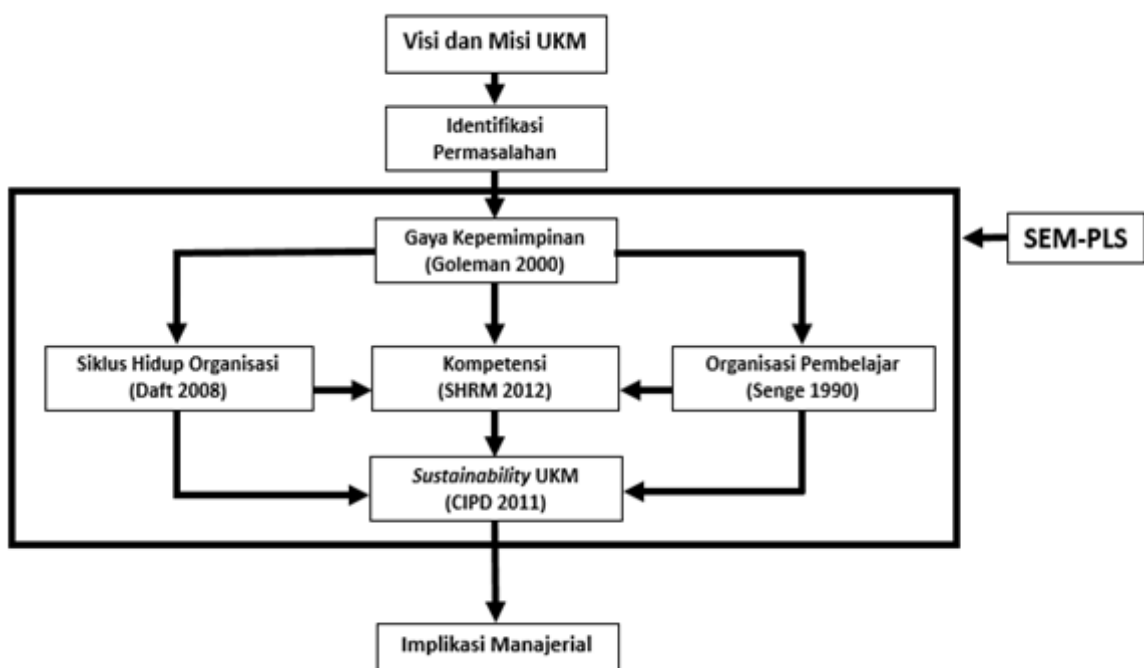 Visi dan Misi UKM
Identifikasi
Permasalahan
Gaya Kepemimpinan
(Goleman 2000)
SEM-PLS
Siklus Hidup Organisasi
(Daft 2008)
Kompetensi
(SHRM 2012)
Organisasi Pembelajar
(Senge 1990)
Sustainability UKM
(CIPD 2011)
Implikasi Manajerial